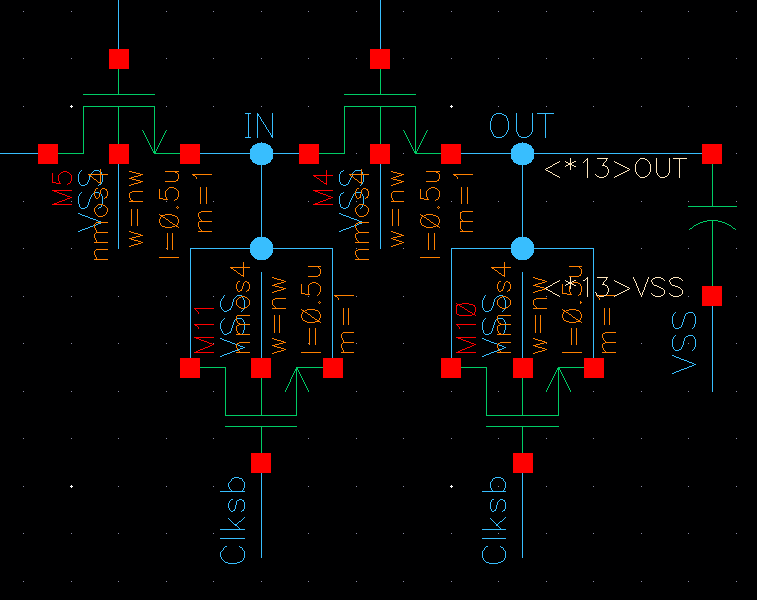 IN
OUT
<*13>OUT
M5
VSS
nmos4
w=nw
l=0.5u
m=1
M4
VSS
nmos4
w=nw
l=0.5u
m=1
<*13>VSS
M11
VSS
nmos4
w=nw
l=0.5u
m=1
M10
VSS
nmos4
w=nw
l=0.5u
m=1
VSS
Clksb
Clksb